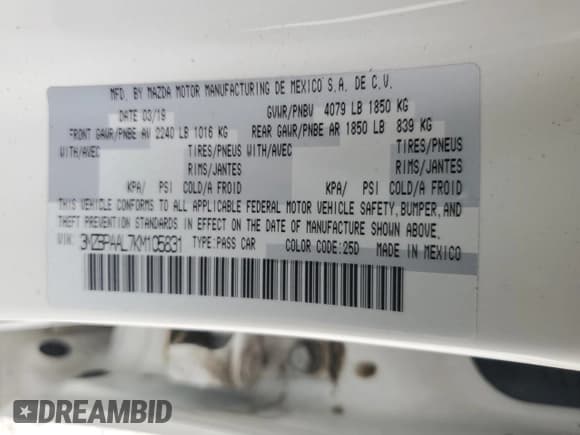 MFD. BY MAZDA MOTOR MANUFACTURING DE MEXICO S.A. DE C.V.
DATE 03/19 GVWR/PNBV 4079 LB 1850 KG
FRONT GAWR/PNBE AV 2240 LB 1016 KG REAR GAWR/PNBE AR 1850 LB 839 KG
WITH/AVEC TIRES/PNEUS WITH/AVEC TIRES/PNEUS
RIMS/JANTES RIMS/JANTES
KPA/ PSI COLD/A FROID KPA/ PSI COLD/A FROID
THIS VEHICLE CONFORMS TO ALL APPLICABLE FEDERAL MOTOR VEHICLE SAFETY, BUMPER, AND
THEFT PREVENTION STANDARDS IN EFFECT ON THE DATE OF MANUFACTURE SHOWN ABOVE.
VIN: 3MZBPAAL7KM105831 TYPE:PASS CAR COLOR CODE:25D MADE IN MEXICO
DREAMBID